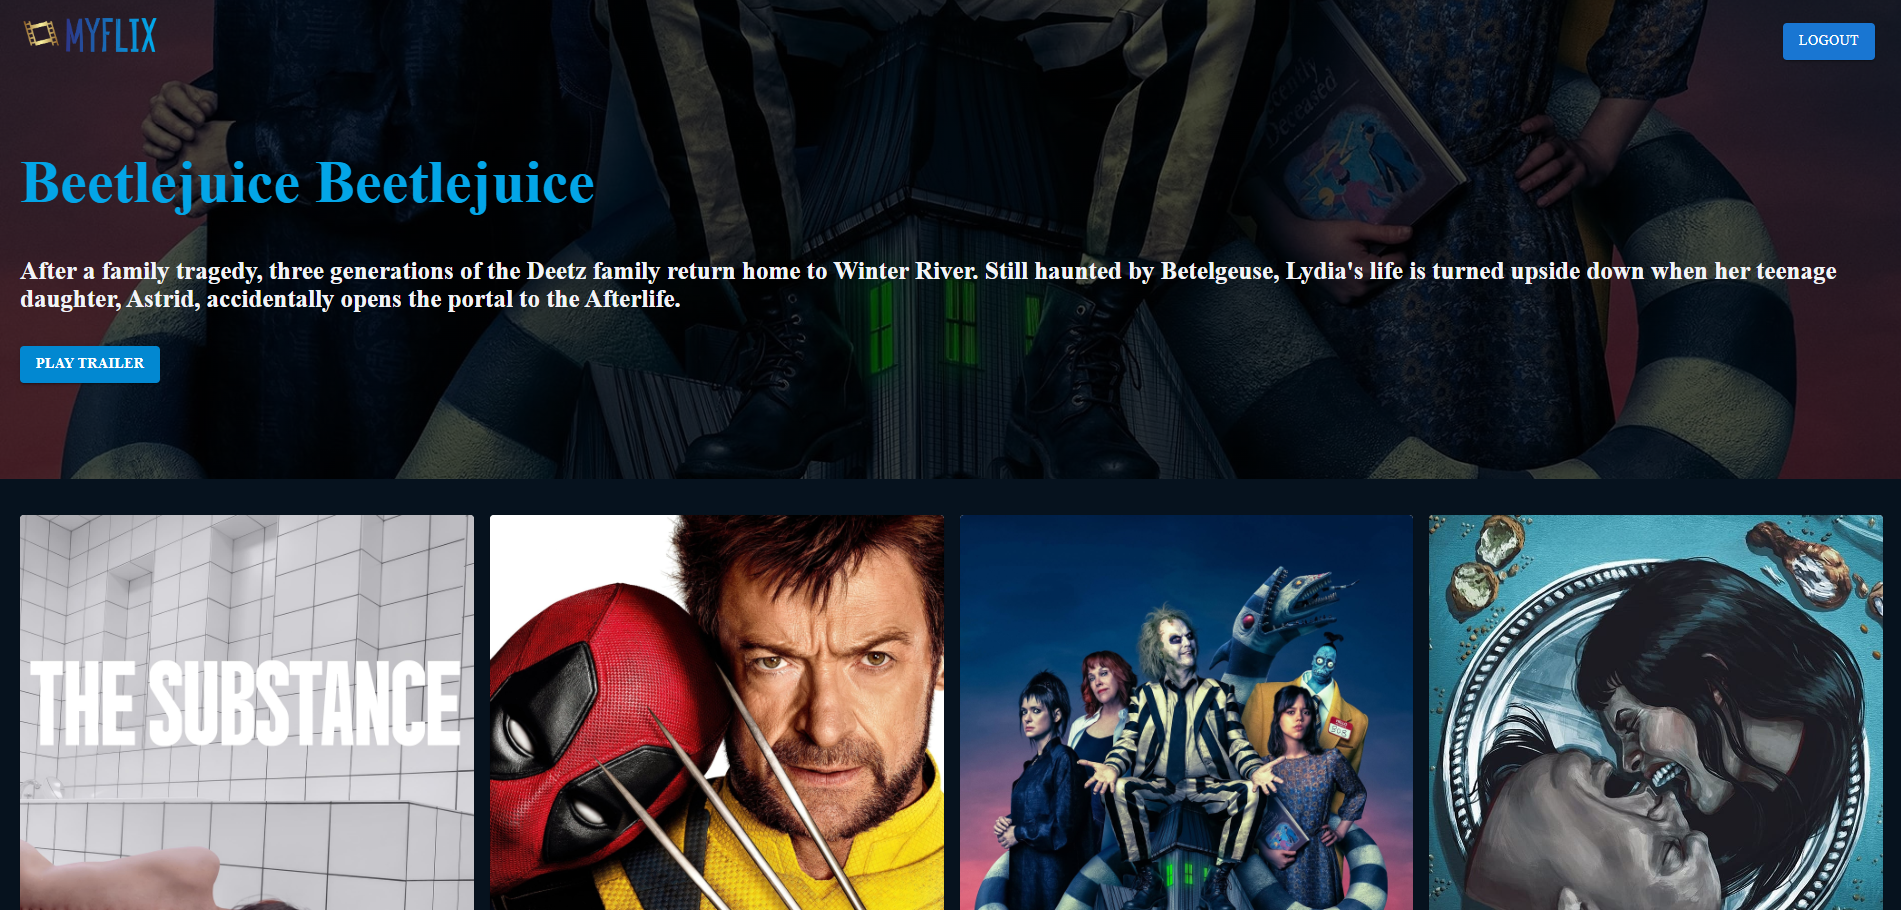 MYFLIX
LOGOUT
Recently
Deceased
Beetlejuice Beetlejuice
After a family tragedy, three generations of the Deetz family return home to Winter River. Still haunted by Betelgeuse, Lydia's life is turned upside down when her teenage
daughter, Astrid, accidentally opens the portal to the Afterlife.
PLAY TRAILER
THE SUBSTANCE